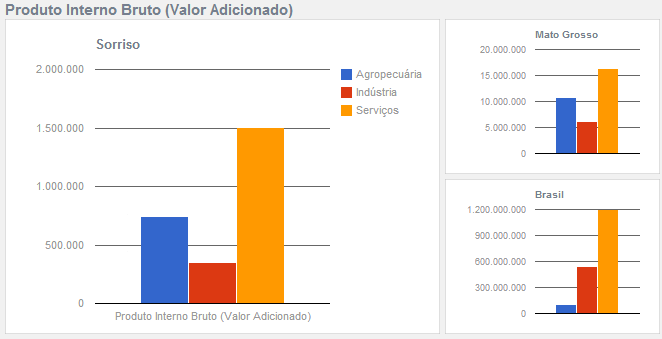 Produto Interno Bruto (Valor Adicionado)
Sorriso
2.000.000
1.500.000
1.000.000
500.000
0
Produto Interno Bruto (Valor Adicionado)
Agropecuária
Indústria
Serviços
Mato Grosso
20.000.000
15.000.000
10.000.000
5.000.000
0
Brasil
1.200.000.000
900.000.000
600.000.000
300.000.000
0